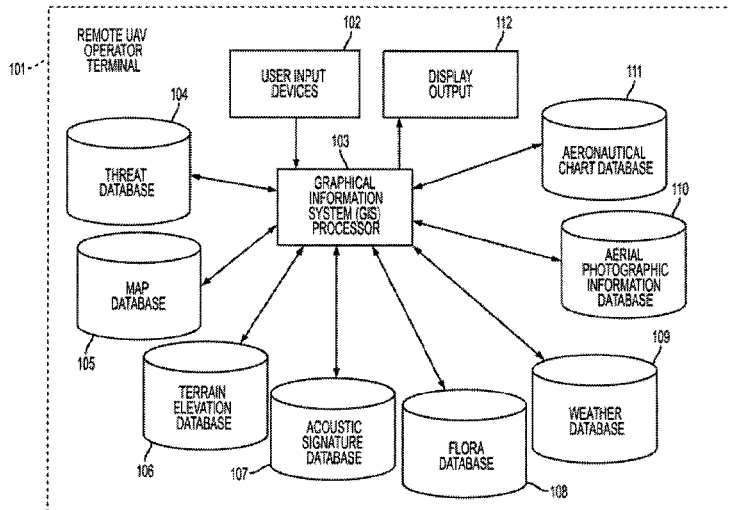 REMOTE UAV
OPERATOR
TERMINAL
101
102
USER INPUT
DEVICES
112
DISPLAY
OUTPUT
104
THREAT
DATABASE
103
GRAPHICAL
INFORMATION
SYSTEM (GIS)
PROCESSOR
111
AERONAUTICAL
CHART DATABASE
110
AERIAL
PHOTOGRAPHIC
INFORMATION
DATABASE
MAP
DATABASE
105
109
WEATHER
DATABASE
TERRAIN
ELEVATION
DATABASE
106
ACOUSTIC
SIGNATURE
DATABASE
107
FLORA
DATABASE
108